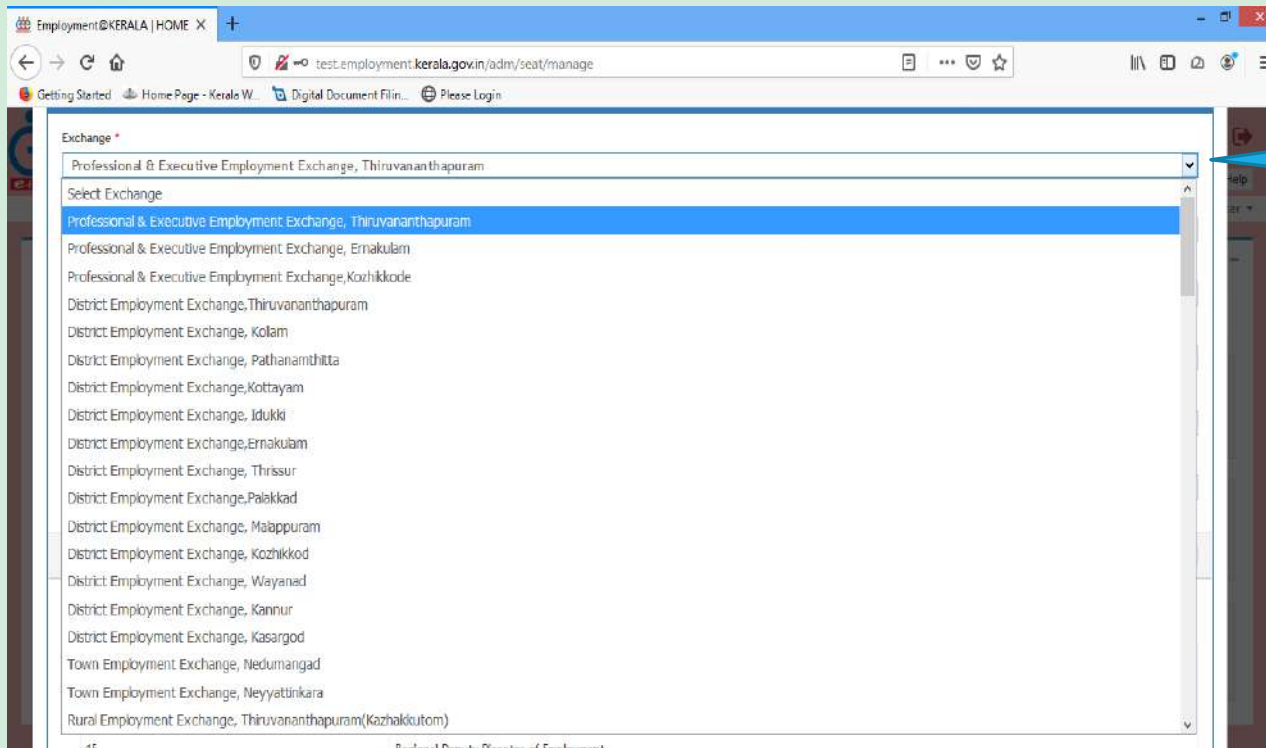 Employment@KERALA | HOME
test.employment.kerala.gov.in/adm/seat/manage
Getting Started Home Page - Kerala W... Digital Document Filin... Please Login
Exchange *
Professional & Executive Employment Exchange, Thiruvananthapuram
Select Exchange
Professional & Executive Employment Exchange, Thiruvananthapuram
Professional & Executive Employment Exchange, Ernakulam
Professional & Executive Employment Exchange,Kozhikkode
District Employment Exchange,Thiruvananthapuram
District Employment Exchange, Kollam
District Employment Exchange, Pathanamthitta
District Employment Exchange,Kottayam
District Employment Exchange, Idukki
District Employment Exchange,Ernakulam
District Employment Exchange, Thrissur
District Employment Exchange,Palakkad
District Employment Exchange, Malappuram
District Employment Exchange, Kozhikkod
District Employment Exchange, Wayanad
District Employment Exchange, Kannur
District Employment Exchange, Kasargod
Town Employment Exchange, Nedumangad
Town Employment Exchange, Neyyattinkara
Rural Employment Exchange, Thiruvananthapuram(Kazhakkutom)